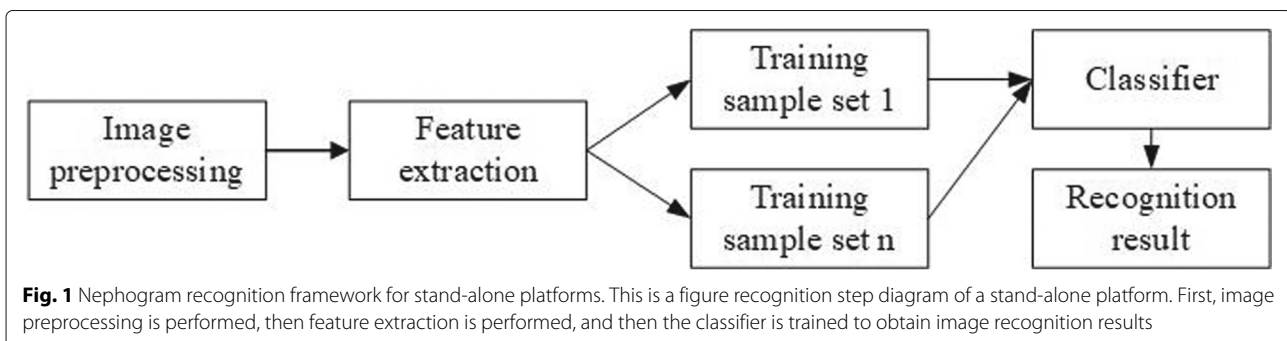 Image
preprocessing
Feature
extraction
Training
sample set 1
Training
sample set n
Classifier
Recognition
result
Fig. 1 Nephogram recognition framework for stand-alone platforms. This is a figure recognition step diagram of a stand-alone platform. First, image
preprocessing is performed, then feature extraction is performed, and then the classifier is trained to obtain image recognition results